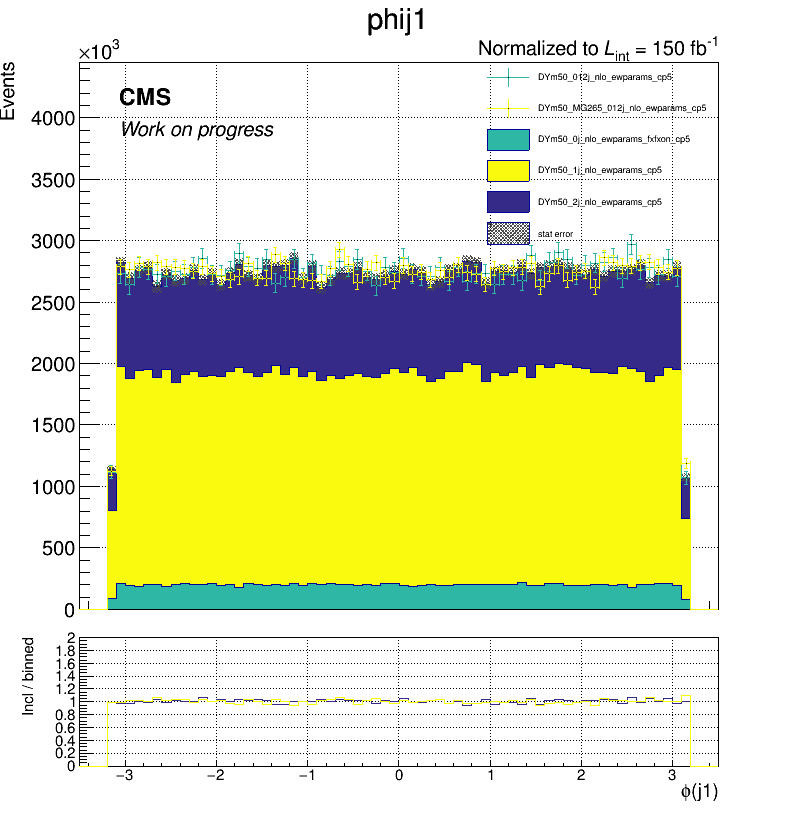 phij1
×10³
Normalized to L_int = 150 fb⁻¹
Events
CMS
Work on progress
DYm50_012j_nlo_ewparams_cp5
DYm50_MG265_012j_nlo_ewparams_cp5
DYm50_0j_nlo_ewparams_fxfxon_cp5
DYm50_1j_nlo_ewparams_cp5
DYm50_2j_nlo_ewparams_cp5
stat error
4000
3500
3000
2500
2000
1500
1000
500
0
Incl / binned
2
1.8
1.6
1.4
1.2
1
0.8
0.6
0.4
0.2
0
−3 −2 −1 0 1 2 3
ϕ(j1)